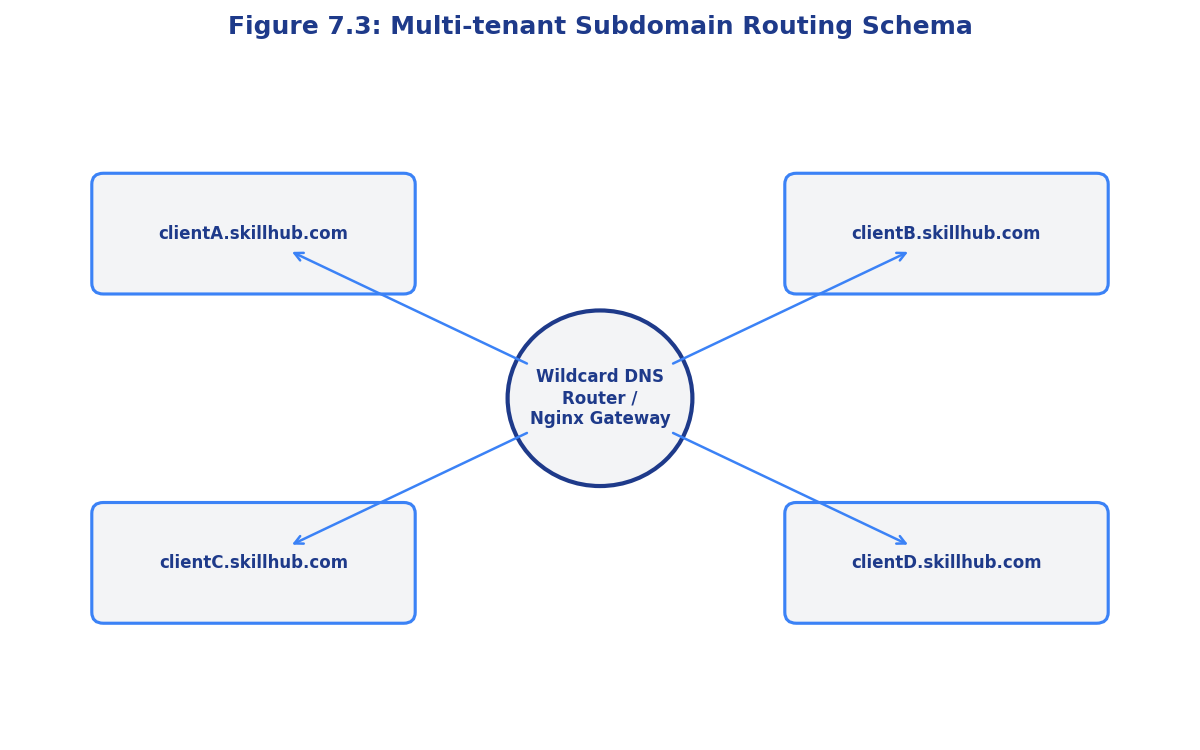 Figure 7.3: Multi-tenant Subdomain Routing Schema
clientA.skillhub.com
clientB.skillhub.com
Wildcard DNS
Router /
Nginx Gateway
clientC.skillhub.com
clientD.skillhub.com